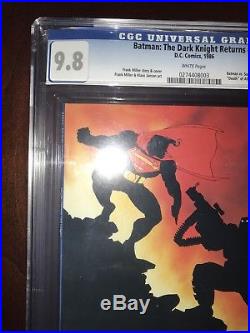 CGC UNIVERSAL GRA
9.8
Batman: The Dark Knight Returns
D.C. Comics, 1986
WHITE Pages
Frank Miller story & cover
Frank Miller & Klaus Janson art
0274408003
Batman vs. Su
"Death" of Al